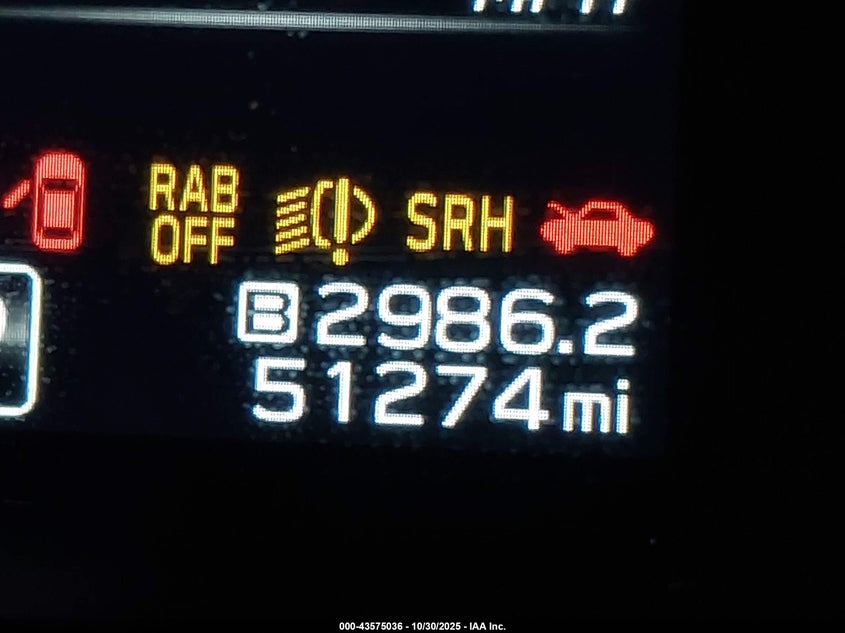 RAB
OFF
SRH
B 2986.2
51274 mi
000-43575036 - 10/30/2025 - IAA Inc.